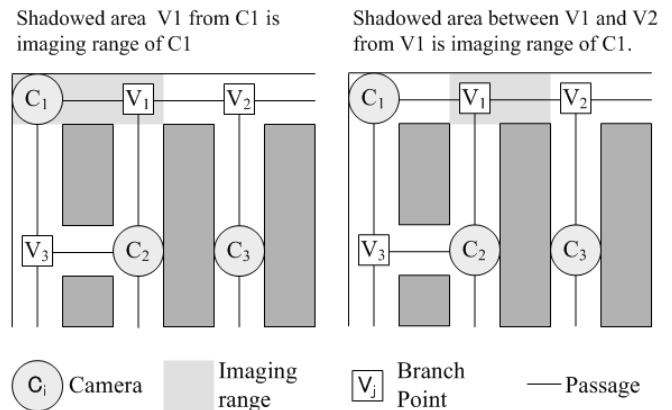 Shadowed area V1 from C1 is
imaging range of C1
Shadowed area between V1 and V2
from V1 is imaging range of C1.
C1 V1 V2
V3 C2 C3
C1 V1 V2
V3 C2 C3
Ci Camera
Imaging
range
Vj Branch
Point
Passage